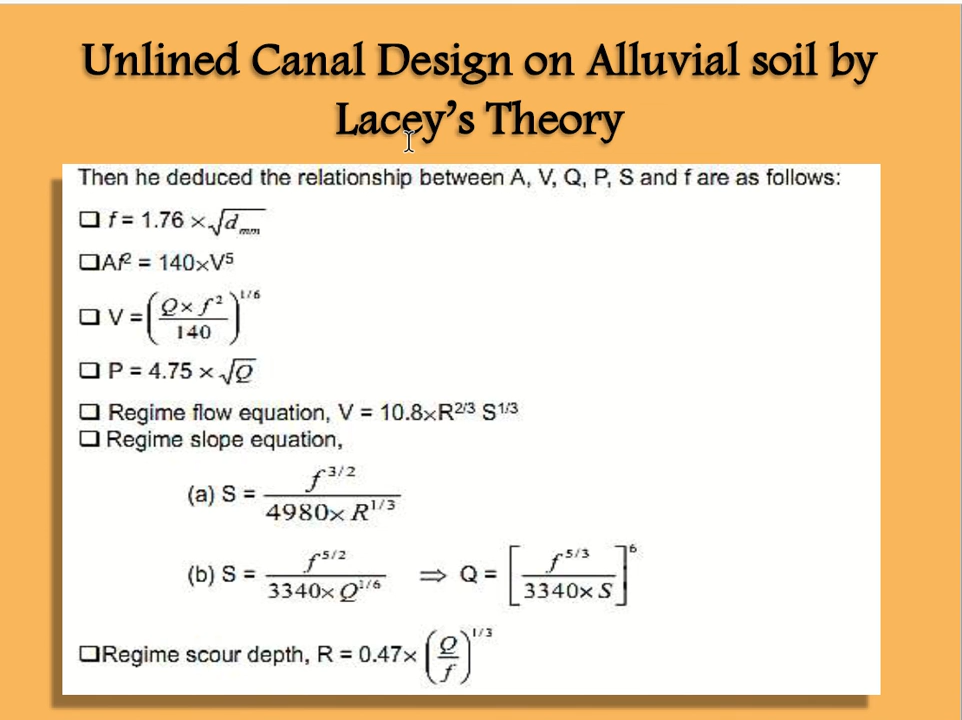 Unlined Canal Design on Alluvial soil by
Lacey's Theory
Then he deduced the relationship between A, V, Q, P, S and f are as follows:
❑ f = 1.76 × √d_mm
❑Af² = 140×V⁵
❑ V = (Q× f² / 140)^1/6
❑ P = 4.75 × √Q
❑ Regime flow equation, V = 10.8×R^2/3 S^1/3
❑ Regime slope equation,
(a) S = f^3/2 / 4980× R^1/3
(b) S = f^5/2 / 3340× Q^1/6 ⇒ Q = [f^5/3 / 3340× S]^6
❑Regime scour depth, R = 0.47× (Q / f)^1/3